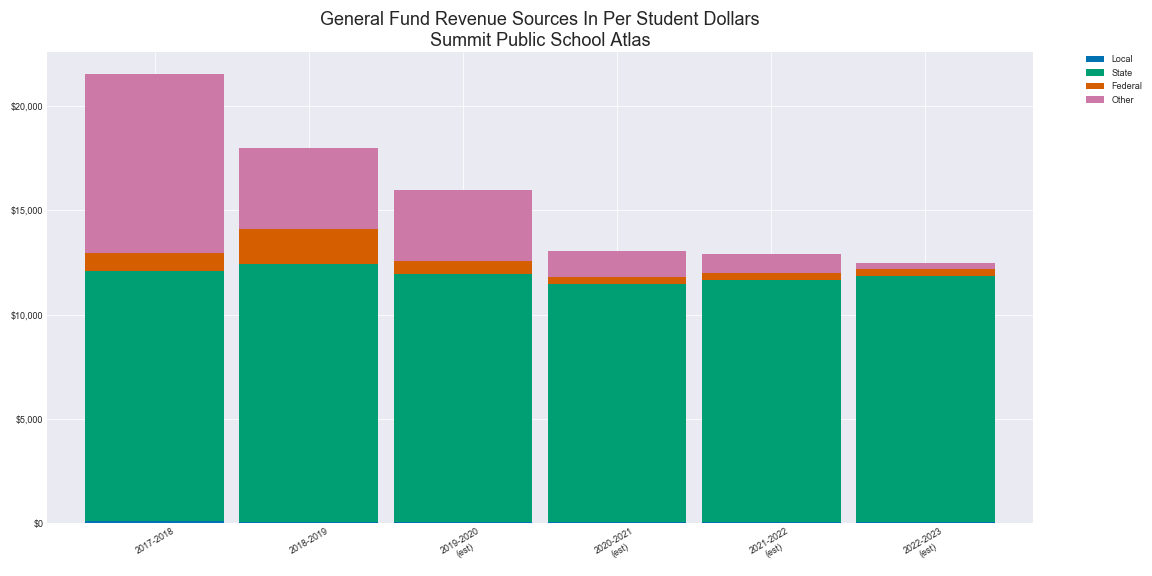 General Fund Revenue Sources In Per Student Dollars
Summit Public School Atlas
Local
State
Federal
Other
$20,000
$15,000
$10,000
$5,000
$0
2017-2018
2018-2019
2019-2020
(est)
2020-2021
(est)
2021-2022
(est)
2022-2023
(est)